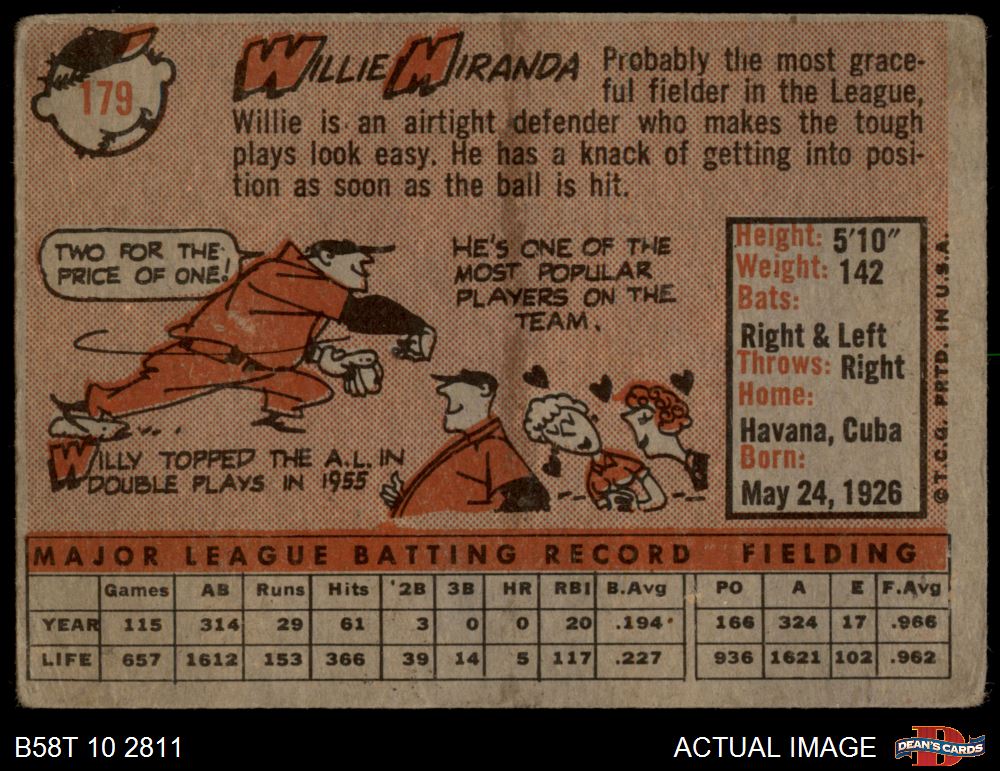 179
WILLIE MIRANDA
Probably the most grace-
ful fielder in the League,
Willie is an airtight defender who makes the tough
plays look easy. He has a knack of getting into posi-
tion as soon as the ball is hit.
TWO FOR THE
PRICE OF ONE!
WILLY TOPPED THE A.L. IN
DOUBLE PLAYS IN 1955
HE'S ONE OF THE
MOST POPULAR
PLAYERS ON THE
TEAM.
Height: 5'10"
Weight: 142
Bats:
Right & Left
Throws: Right
Home:
Havana, Cuba
Born:
May 24, 1926
© T.C.G. PRTD. IN U.S.A.
MAJOR LEAGUE BATTING RECORD FIELDING
Games AB Runs Hits '2B 3B HR RBI B.Avg PO A E F.Avg
YEAR 115 314 29 61 3 0 0 20 .194 166 324 17 .966
LIFE 657 1612 153 366 39 14 5 117 .227 936 1621 102 .962
B58T 10 2811
ACTUAL IMAGE
D
DEAN'S CARDS